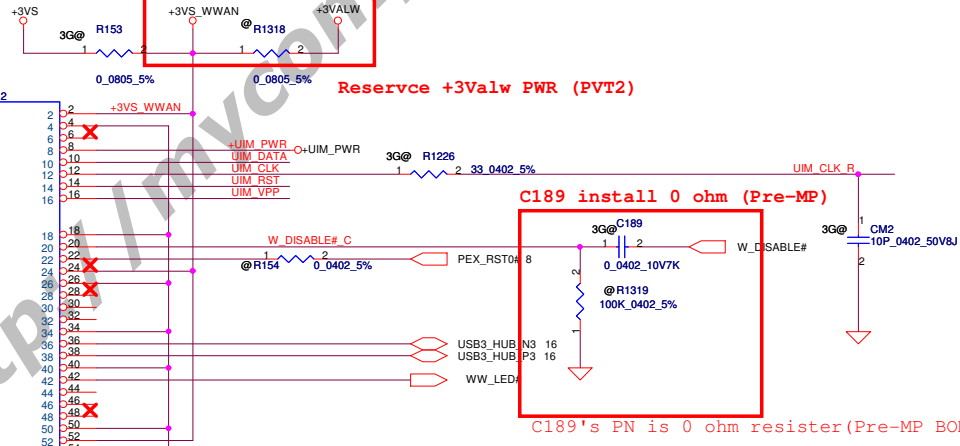 +3VS
+3VS_WWAN
+3VALW
3G@
R153
@
R1318
1
2
1
2
0_0805_5%
0_0805_5%
Reservce +3Valw PWR (PVT2)
2
2
2
+3VS_WWAN
4
4
6
6
8
8
+UIM_PWR
+UIM_PWR
10
10
UIM_DATA
12
12
UIM_CLK
3G@
R1226
1
2
33_0402_5%
UIM_CLK_R
14
14
UIM_RST
16
16
UIM_VPP
C189 install 0 ohm (Pre-MP)
18
18
20
20
W_DISABLE#_C
3G@
C189
1
2
0_0402_10V7K
W_DISABLE#
3G@
1
CM2
10P_0402_50V8J
2
22
22
@
R154
1
2
0_0402_5%
PEX_RST0# 8
24
24
26
26
28
28
2
@
R1319
100K_0402_5%
1
30
30
32
32
34
34
36
36
USB3_HUB_N3 16
38
38
USB3_HUB_P3 16
40
40
42
42
WW_LED#
44
44
46
46
48
48
50
50
52
52
C189's PN is 0 ohm resister(Pre-MP BO